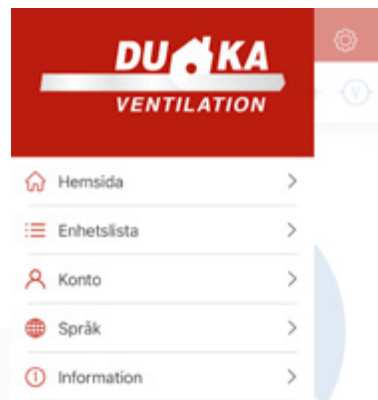 DUKA
VENTILATION
V
Hemsida
Enhetslista
Konto
Språk
Information